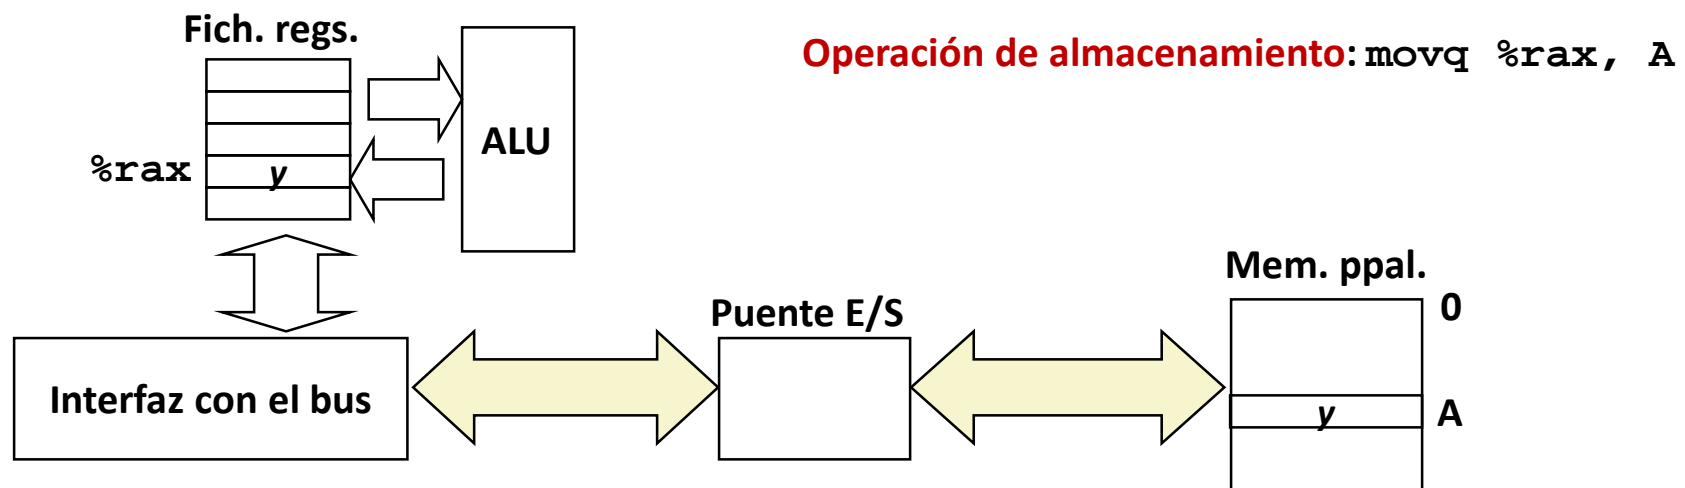 Fich. regs.
Operación de almacenamiento: movq %rax, A
ALU
%rax
y
Mem. ppal.
Puente E/S
0
Interfaz con el bus
y
A